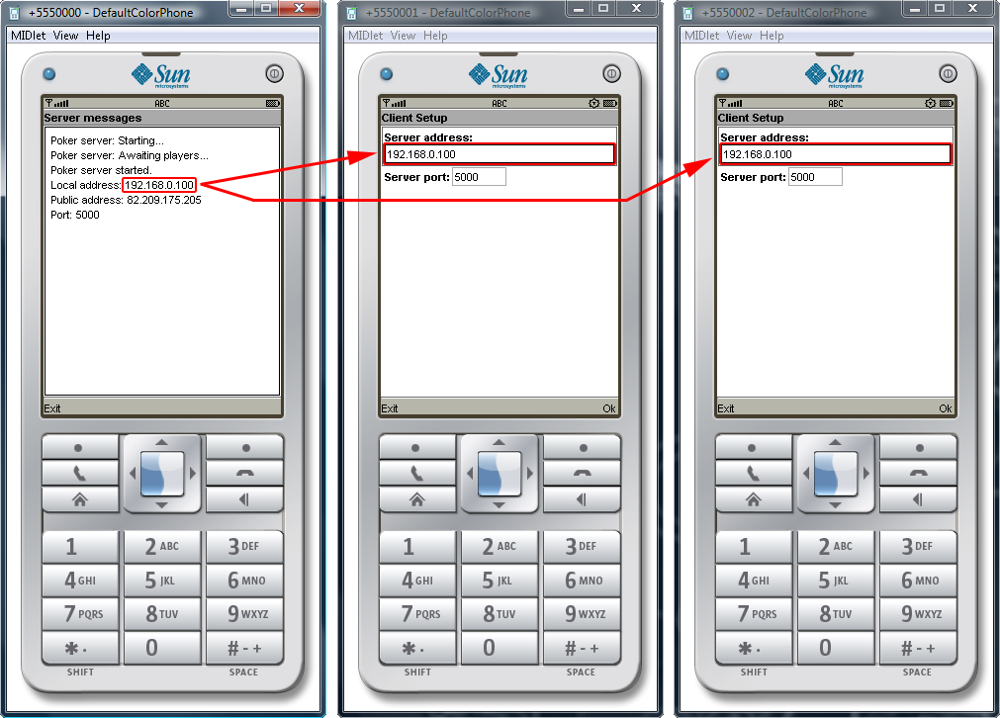 +5550000 - DefaultColorPhone
MIDlet View Help
Sun
microsystems
ABC
Server messages
Poker server: Starting...
Poker server: Awaiting players...
Poker server started.
Local address: 192.168.0.100
Public address: 82.209.175.205
Port: 5000
Exit
1 2 ABC 3 DEF
4 GHI 5 JKL 6 MNO
7 PQRS 8 TUV 9 WXYZ
* . 0 # - +
SHIFT SPACE
+5550001 - DefaultColorPhone
MIDlet View Help
Sun
microsystems
ABC
Client Setup
Server address:
192.168.0.100
Server port: 5000
Exit Ok
1 2 ABC 3 DEF
4 GHI 5 JKL 6 MNO
7 PQRS 8 TUV 9 WXYZ
* . 0 # - +
SHIFT SPACE
+5550002 - DefaultColorPhone
MIDlet View Help
Sun
microsystems
ABC
Client Setup
Server address:
192.168.0.100
Server port: 5000
Exit Ok
1 2 ABC 3 DEF
4 GHI 5 JKL 6 MNO
7 PQRS 8 TUV 9 WXYZ
* . 0 # - +
SHIFT SPACE